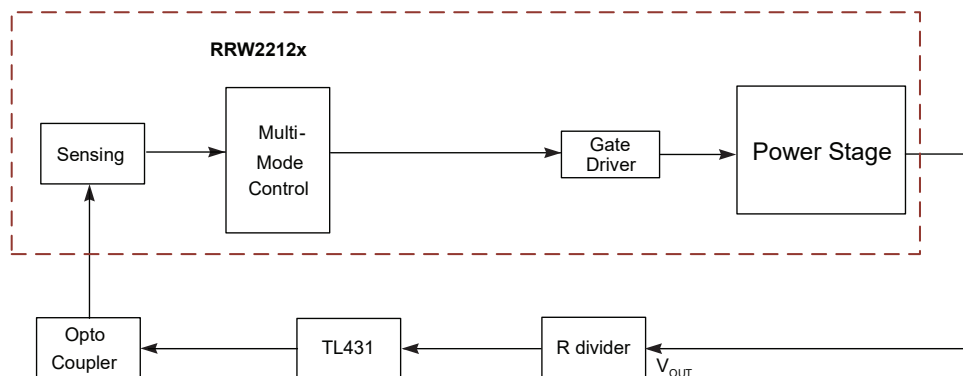 RRW2212x
Sensing
Multi-
Mode
Control
Gate
Driver
Power Stage
Opto
Coupler
TL431
R divider
VOUT